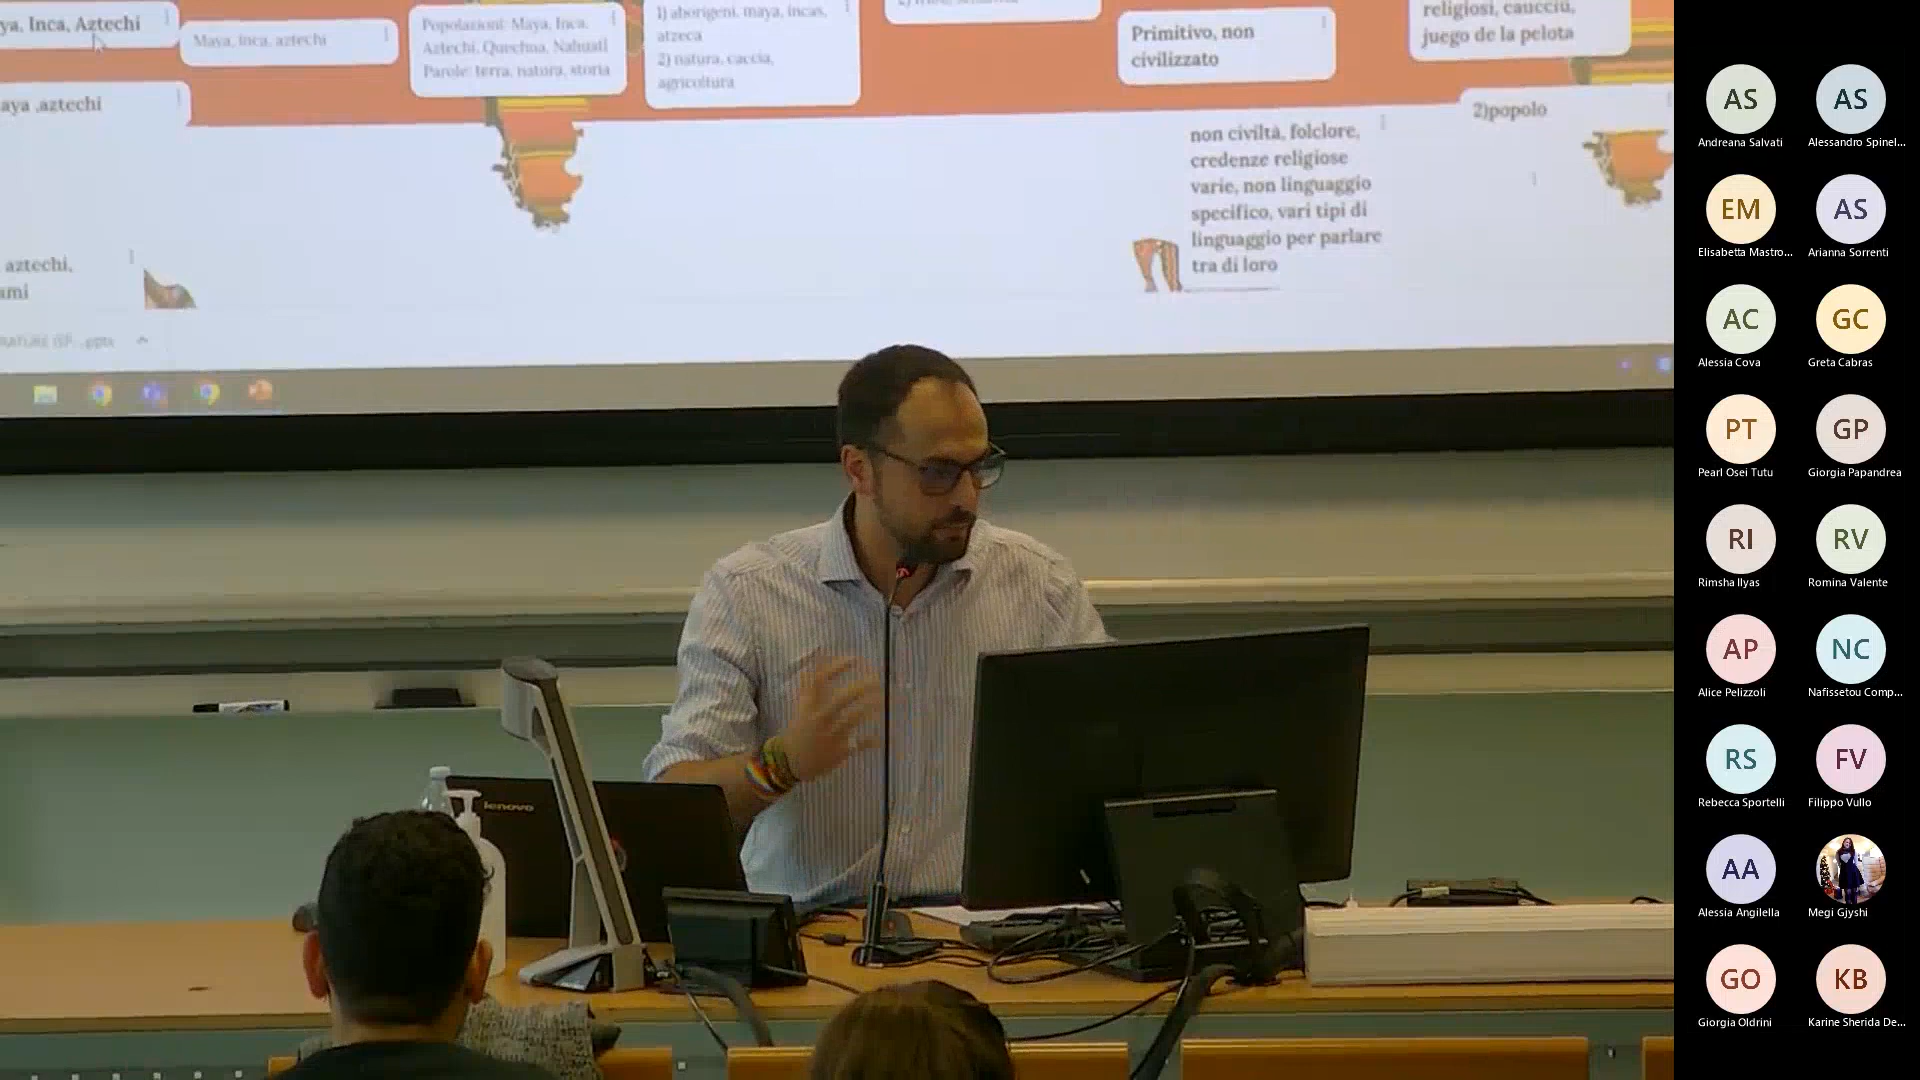 ya, Inca, Aztechi
Maya, inca, aztechi
Popolazioni: Maya, Inca,
Aztechi, Quechua, Nahuatl
Parole: terra, natura, storia
1) aborigeni, maya, incas,
atzeca
2) natura, caccia,
agricoltura
Primitivo, non
civilizzato
religiosi, caucciù,
juego de la pelota
aya ,aztechi
non civiltà, folclore,
credenze religiose
varie, non linguaggio
specifico, vari tipi di
linguaggio per parlare
tra di loro
2)popolo
aztechi,
ami
lenovo
AS
Andreana Salvati
AS
Alessandro Spinel...
EM
Elisabetta Mastro...
AS
Arianna Sorrenti
AC
Alessia Cova
GC
Greta Cabras
PT
Pearl Osei Tutu
GP
Giorgia Papandrea
RI
Rimsha Ilyas
RV
Romina Valente
AP
Alice Pelizzoli
NC
Nafissetou Comp...
RS
Rebecca Sportelli
FV
Filippo Vullo
AA
Alessia Angilella
Megi Gjyshi
GO
Giorgia Oldrini
KB
Karine Sherida De...